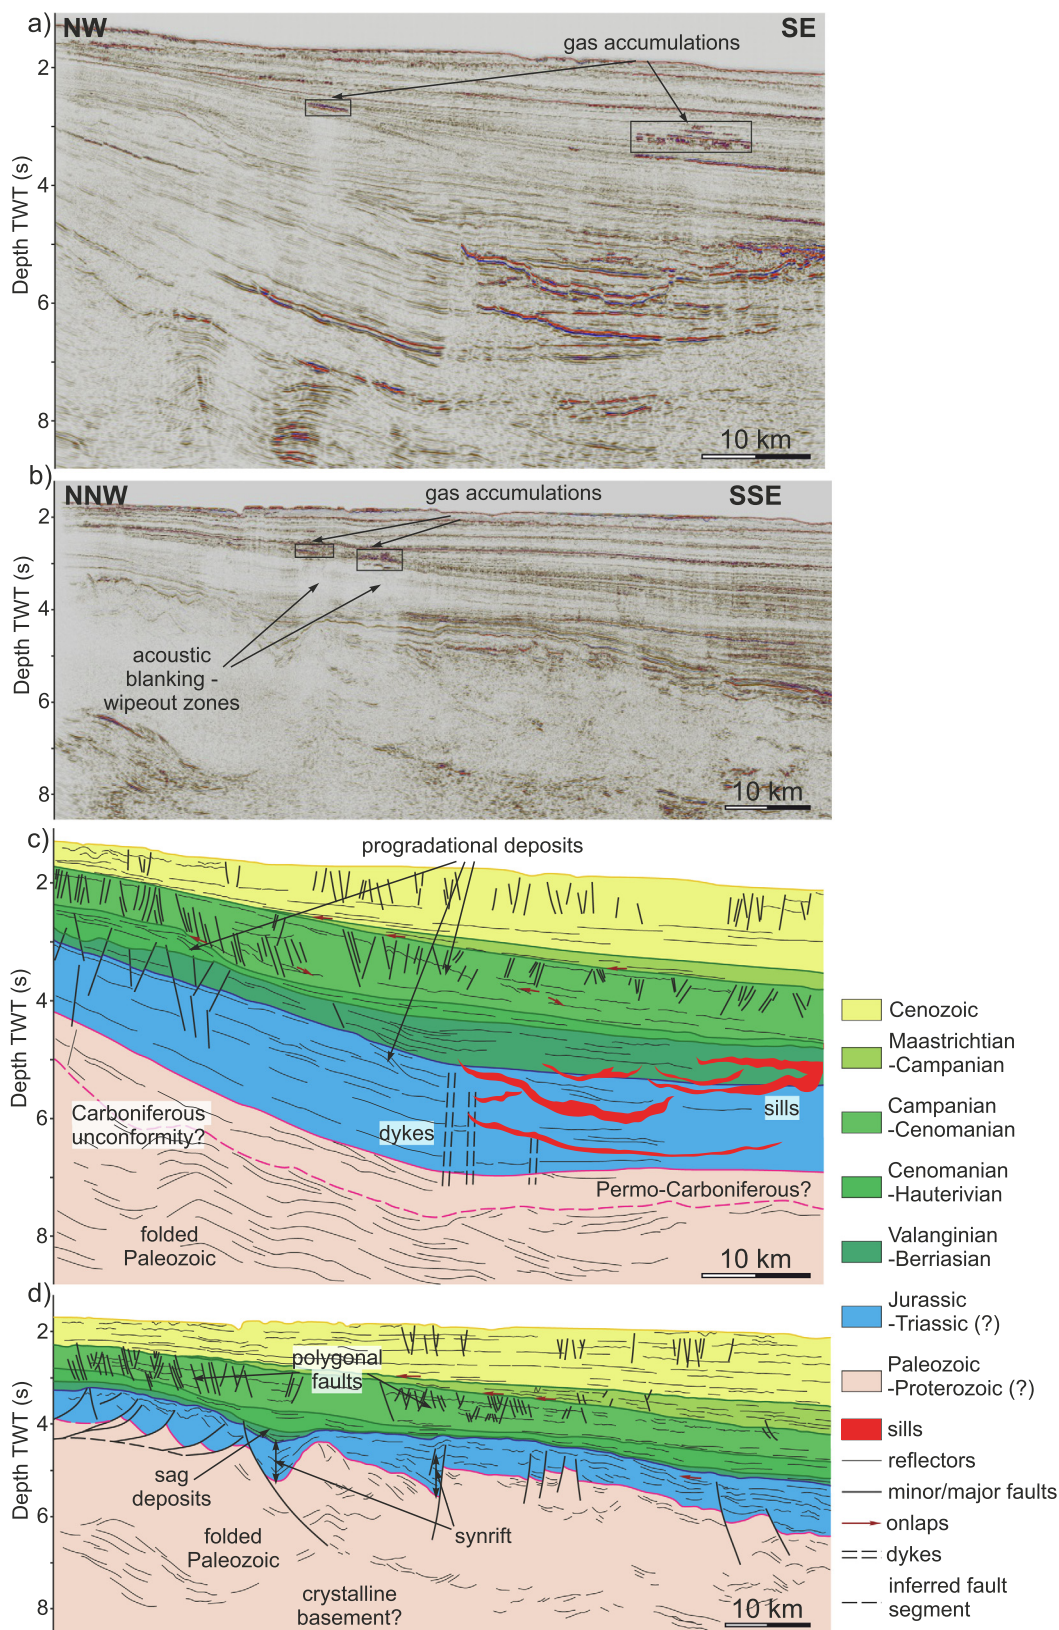 a)
NW
SE
gas accumulations
2
4
6
8
Depth TWT (s)
10 km
b)
NNW
SSE
gas accumulations
2
4
6
8
Depth TWT (s)
acoustic
blanking -
wipeout zones
10 km
c)
progradational deposits
2
4
6
8
Depth TWT (s)
Carboniferous
unconformity?
dykes
sills
Permo-Carboniferous?
folded
Paleozoic
10 km
d)
polygonal
faults
2
4
6
8
Depth TWT (s)
sag
deposits
synrift
folded
Paleozoic
crystalline
basement?
10 km
Cenozoic
Maastrichtian
-Campanian
Campanian
-Cenomanian
Cenomanian
-Hauterivian
Valanginian
-Berriasian
Jurassic
-Triassic (?)
Paleozoic
-Proterozoic (?)
sills
reflectors
minor/major faults
onlaps
dykes
inferred fault
segment